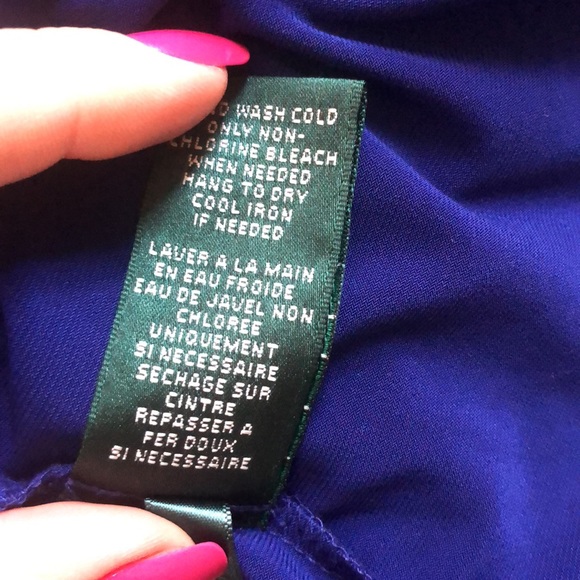 WASH COLD
ONLY NON-
CHLORINE BLEACH
WHEN NEEDED
HANG TO DRY
COOL IRON
IF NEEDED
LAVER A LA MAIN
EN EAU FROIDE
EAU DE JAVEL NON
CHLOREE
UNIQUEMENT
SI NECESSAIRE
SECHAGE SUR
CINTRE
REPASSER A
FER DOUX
SI NECESSAIRE